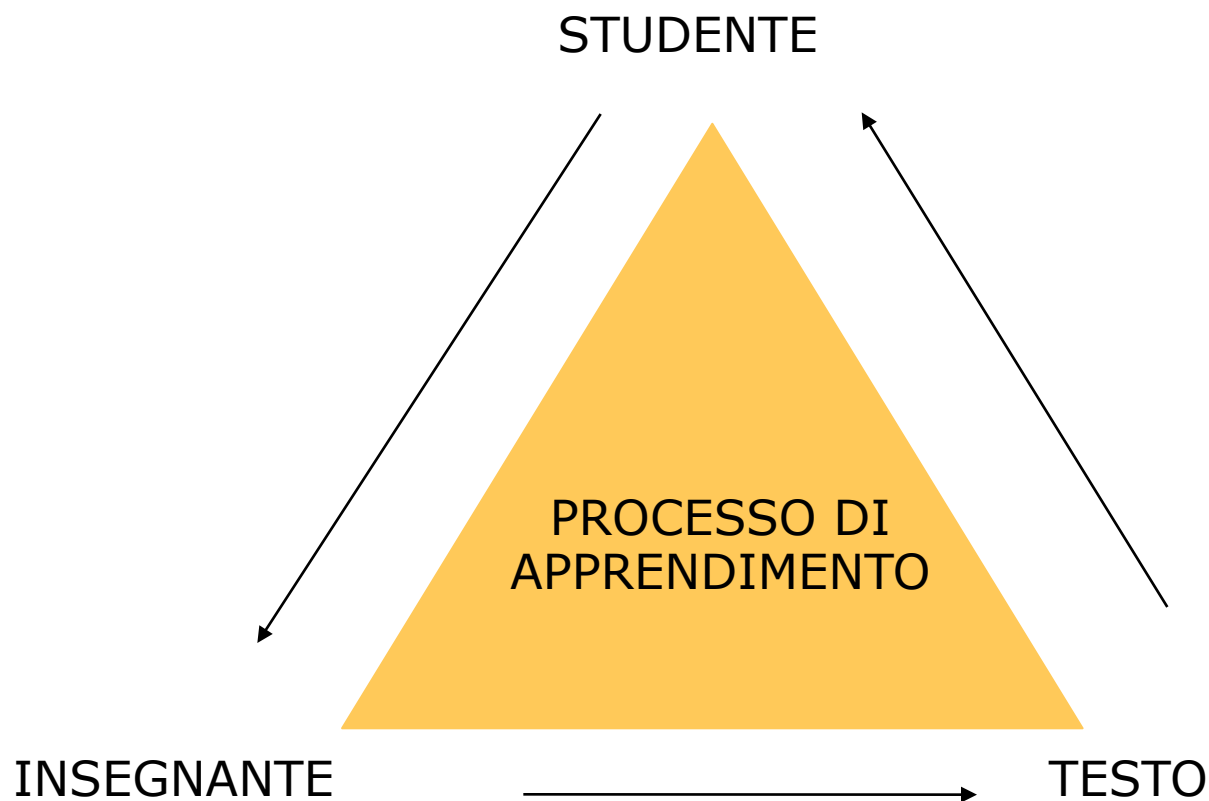 STUDENTE
PROCESSO DI
APPRENDIMENTO
INSEGNANTE
TESTO